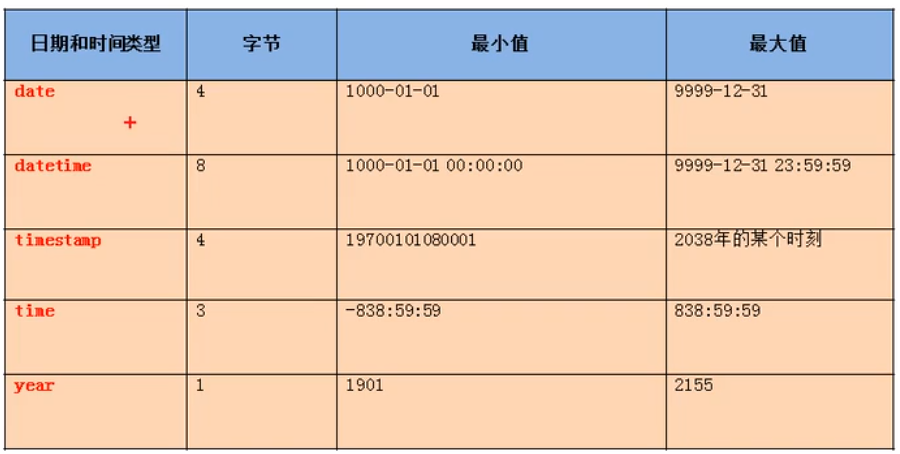 日期和时间类型 字节 最小值 最大值
date 4 1000-01-01 9999-12-31
+
datetime 8 1000-01-01 00:00:00 9999-12-31 23:59:59
timestamp 4 19700101080001 2038年的某个时刻
time 3 -838:59:59 838:59:59
year 1 1901 2155